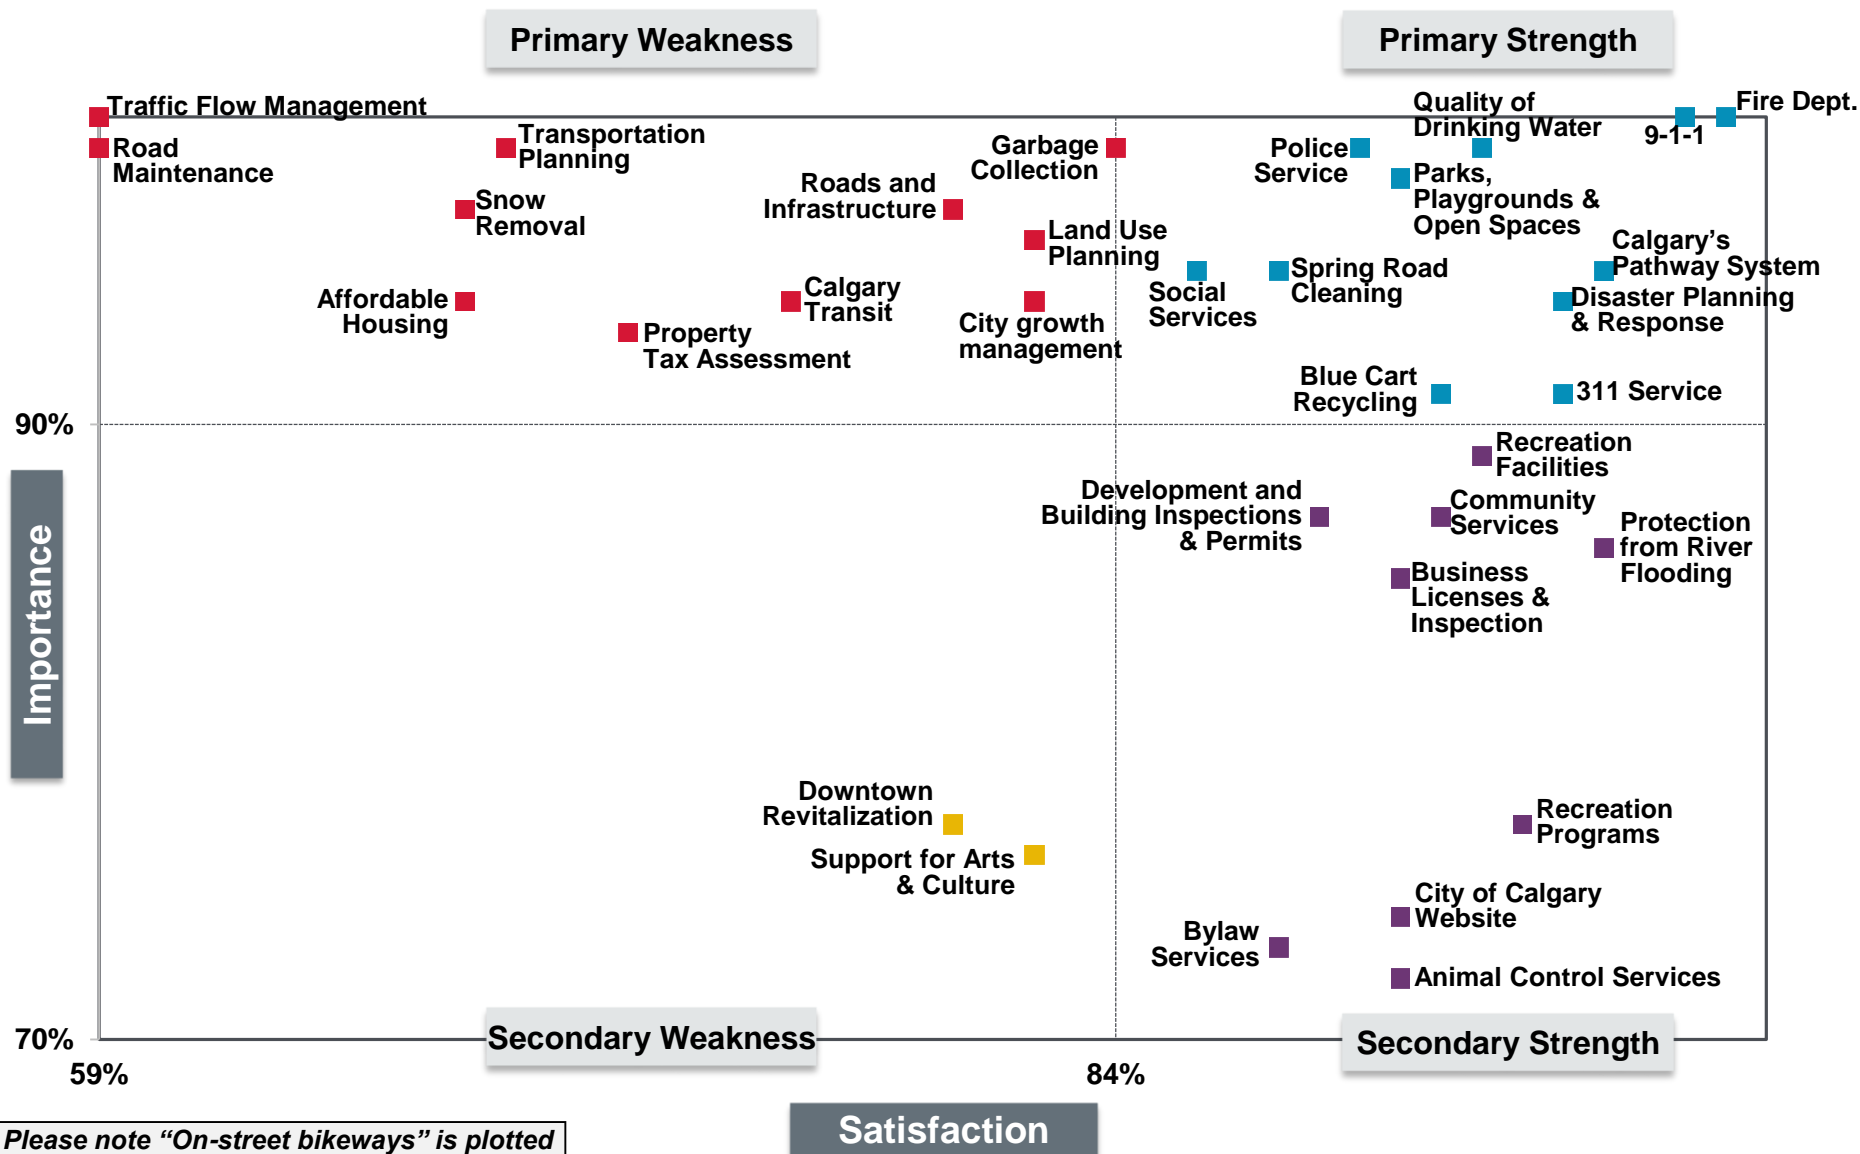 Primary Weakness
Primary Strength
Traffic Flow Management
Road
Maintenance
Transportation
Planning
Snow
Removal
Affordable
Housing
Property
Tax Assessment
Calgary
Transit
Roads and
Infrastructure
Garbage
Collection
Land Use
Planning
City growth
management
Quality of
Drinking Water
9-1-1
Fire Dept.
Police
Service
Parks,
Playgrounds &
Open Spaces
Calgary’s
Pathway System
Social
Services
Spring Road
Cleaning
Disaster Planning
& Response
Blue Cart
Recycling
311 Service
90%
Importance
Recreation
Facilities
Development and
Building Inspections
& Permits
Community
Services
Protection
from River
Flooding
Business
Licenses &
Inspection
Downtown
Revitalization
Support for Arts
& Culture
Recreation
Programs
City of Calgary
Website
Bylaw
Services
Animal Control Services
70%
Secondary Weakness
Secondary Strength
59%
84%
Satisfaction
Please note “On-street bikeways” is plotted